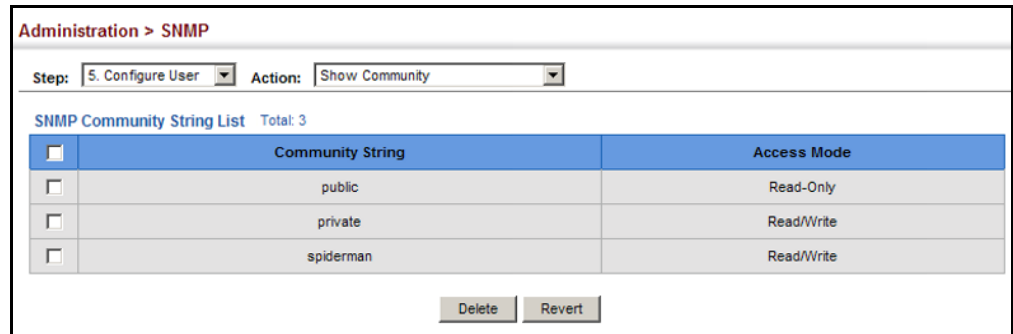 Administration > SNMP
Step: 5. Configure User Action: Show Community
SNMP Community String List Total: 3
Community String Access Mode
public Read-Only
private Read/Write
spiderman Read/Write
Delete Revert